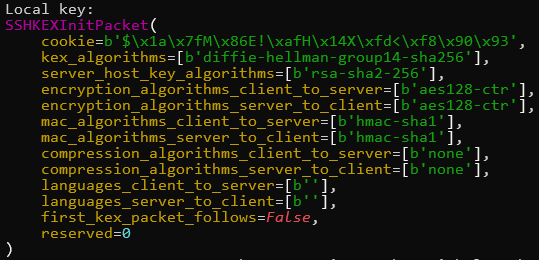 Local key:
SSHKEXInitPacket(
    cookie=b'$\x1a\x7fM\x86E!\xafH\x14X\xfd<\xf8\x90\x93',
    kex_algorithms=[b'diffie-hellman-group14-sha256'],
    server_host_key_algorithms=[b'rsa-sha2-256'],
    encryption_algorithms_client_to_server=[b'aes128-ctr'],
    encryption_algorithms_server_to_client=[b'aes128-ctr'],
    mac_algorithms_client_to_server=[b'hmac-sha1'],
    mac_algorithms_server_to_client=[b'hmac-sha1'],
    compression_algorithms_client_to_server=[b'none'],
    compression_algorithms_server_to_client=[b'none'],
    languages_client_to_server=[b''],
    languages_server_to_client=[b''],
    first_kex_packet_follows=False,
    reserved=0
)